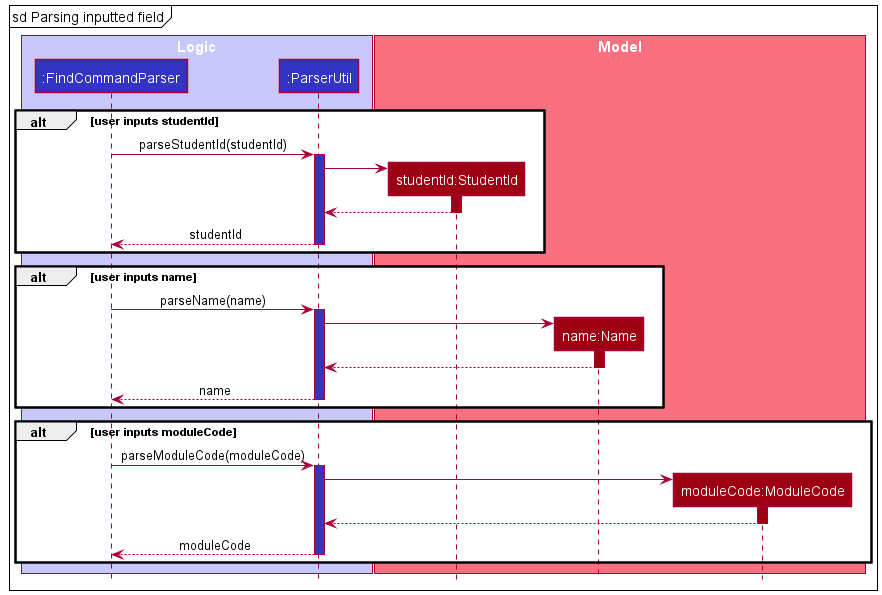 sd Parsing inputted field
Logic
Model
:FindCommandParser
:ParserUtil
alt
[user inputs studentId]
parseStudentId(studentId)
studentId:StudentId
studentId
alt
[user inputs name]
parseName(name)
name:Name
name
alt
[user inputs moduleCode]
parseModuleCode(moduleCode)
moduleCode:ModuleCode
moduleCode